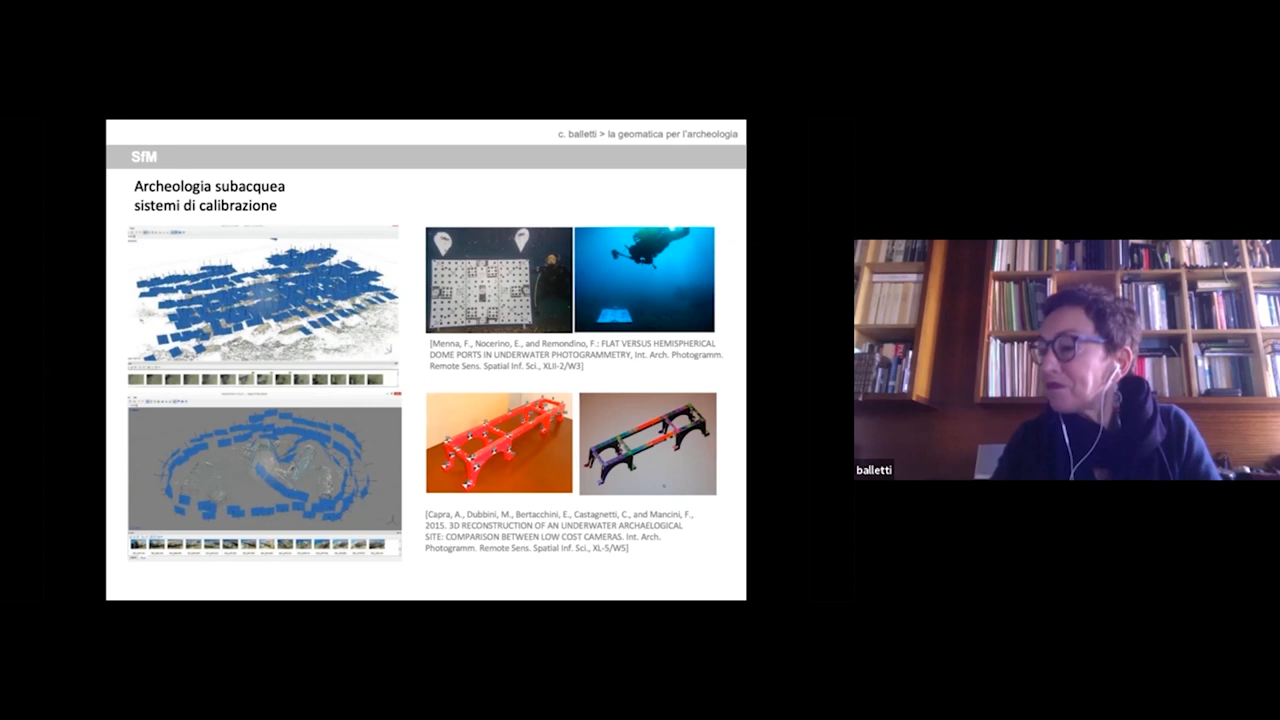 c. balletti > la geomatica per l'archeologia
SfM
Archeologia subacquea
sistemi di calibrazione
[Menna, F., Nocerino, E., and Remondino, F.: FLAT VERSUS HEMISPHERICAL
DOME PORTS IN UNDERWATER PHOTOGRAMMETRY, Int. Arch. Photogramm.
Remote Sens. Spatial Inf. Sci., XLII-2/W3]
[Capra, A., Dubbini, M., Bertacchini, E., Castagnetti, C., and Mancini, F.,
2015. 3D RECONSTRUCTION OF AN UNDERWATER ARCHAELOGICAL
SITE: COMPARISON BETWEEN LOW COST CAMERAS. Int. Arch.
Photogramm. Remote Sens. Spatial Inf. Sci., XL-5/W5]
balletti